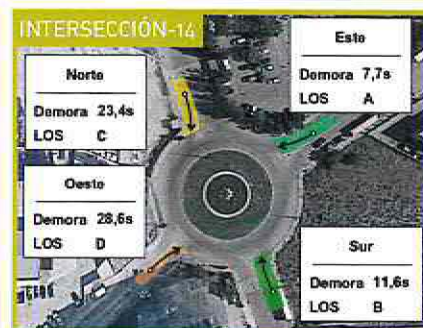 INTERSECCIÓN-14
Norte
Demora 23,4s
LOS C
Este
Demora 7,7s
LOS A
Oeste
Demora 28,6s
LOS D
Sur
Demora 11,6s
LOS B